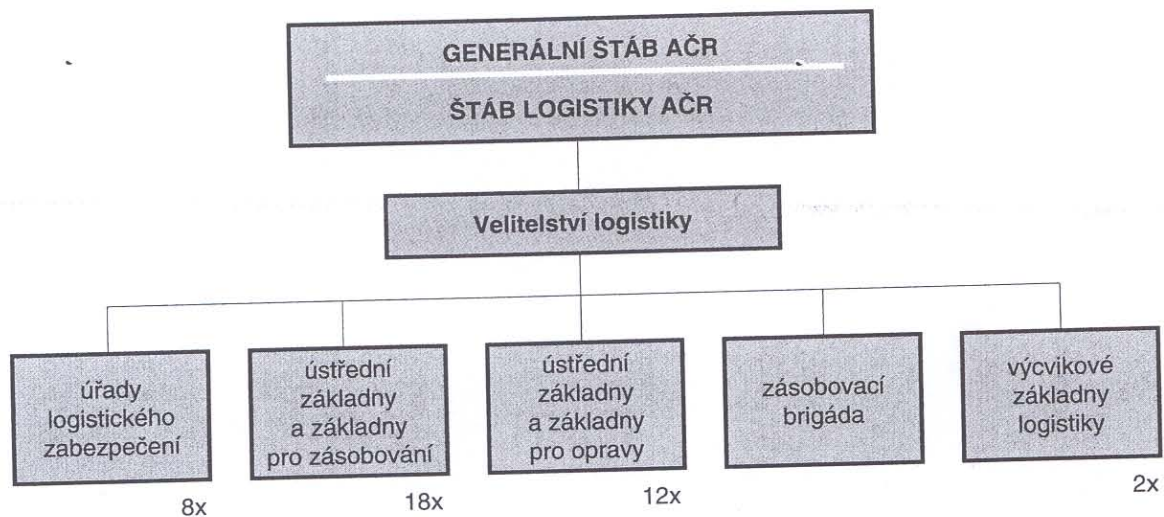 GENERÁLNÍ ŠTÁB AČR
ŠTÁB LOGISTIKY AČR
Velitelství logistiky
úřady
logistického
zabezpečení
8x
ústřední
základny
a základny
pro zásobování
18x
ústřední
základny
a základny
pro opravy
12x
zásobovací
brigáda
výcvikové
základny
logistiky
2x